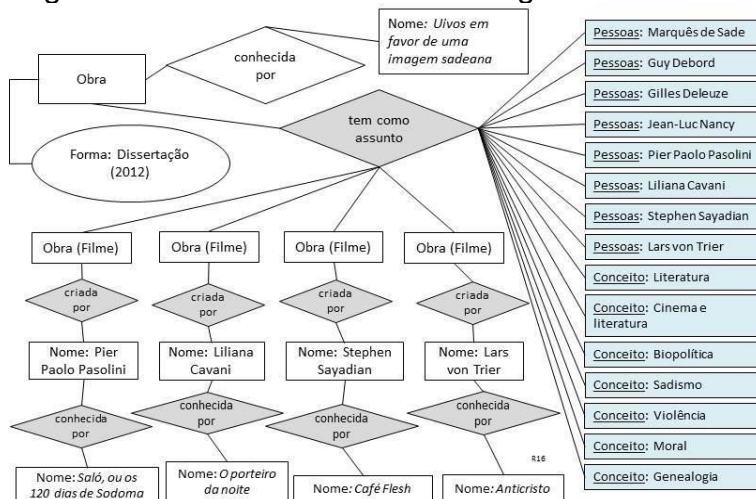 Nome: Uivos em
favor de uma
imagem sadeana
conhecida
por
Obra
tem como
assunto
Forma: Dissertação
(2012)
Pessoas: Marquês de Sade
Pessoas: Guy Debord
Pessoas: Gilles Deleuze
Pessoas: Jean-Luc Nancy
Pessoas: Pier Paolo Pasolini
Pessoas: Liliana Cavani
Pessoas: Stephen Sayadian
Pessoas: Lars von Trier
Conceito: Literatura
Conceito: Cinema e
literatura
Conceito: Biopolítica
Conceito: Sadismo
Conceito: Violência
Conceito: Moral
Conceito: Genealogia
Obra (Filme)
Obra (Filme)
Obra (Filme)
Obra (Filme)
criada
por
criada
por
criada
por
criada
por
Nome: Pier
Paolo Pasolini
Nome: Liliana
Cavani
Nome: Stephen
Sayadian
Nome: Lars
von Trier
conhecida
por
conhecida
por
conhecida
por
conhecida
por
R16
Nome: Saló, ou os
120 dias de Sodoma
Nome: O porteiro
da noite
Nome: Café Flesh
Nome: Anticristo